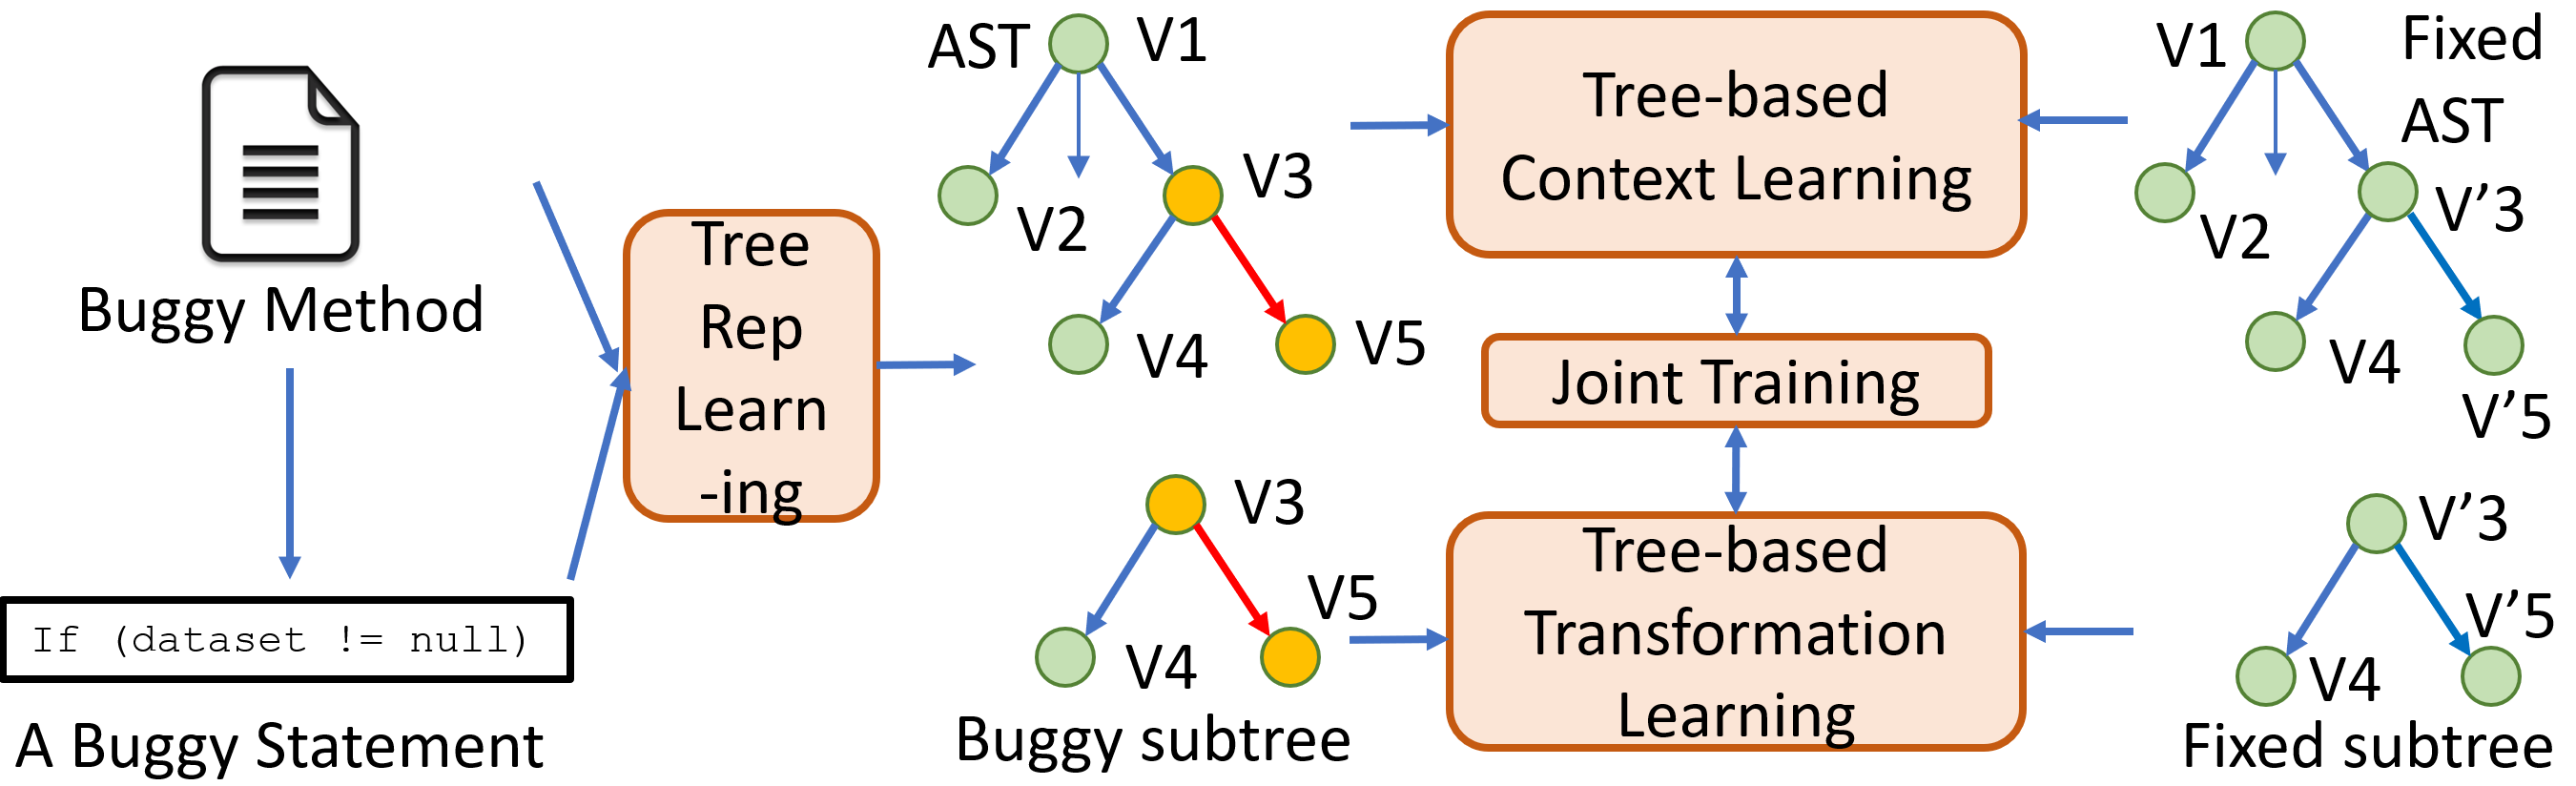 Buggy Method
If (dataset != null)
A Buggy Statement
Tree
Rep
Learn
-ing
AST
V1
V2
V3
V4
V5
V3
V4
V5
Buggy subtree
Tree-based
Context Learning
Joint Training
Tree-based
Transformation
Learning
Fixed
AST
V1
V2
V’3
V4
V’5
V’3
V’5
V4
Fixed subtree